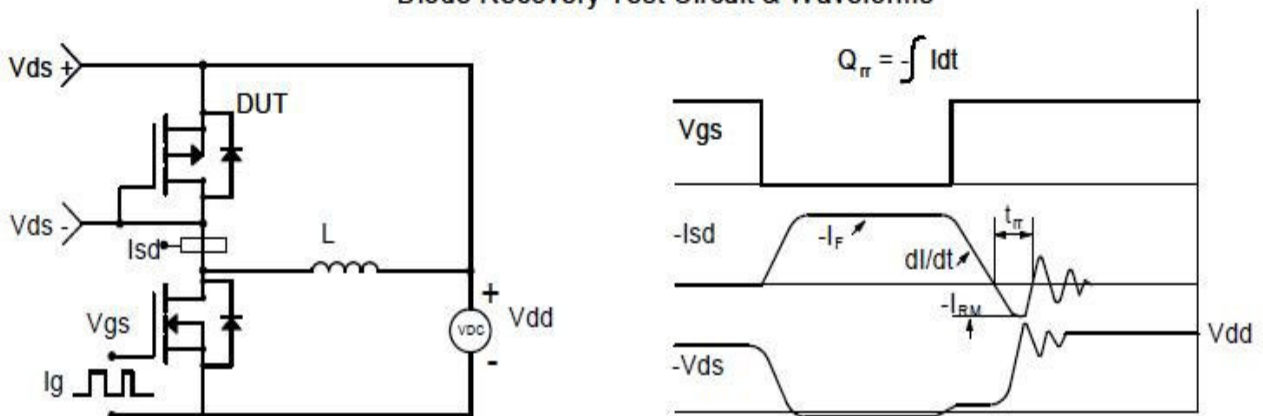 Diode Recovery Test Circuit & Waveforms
Vds +
DUT
Vds -
Isd
L
Vgs
Ig
+
VDC
-
Vdd
Qrr = -∫ Idt
Vgs
-Isd
-IF
dI/dt
trr
-IRM
Vdd
-Vds